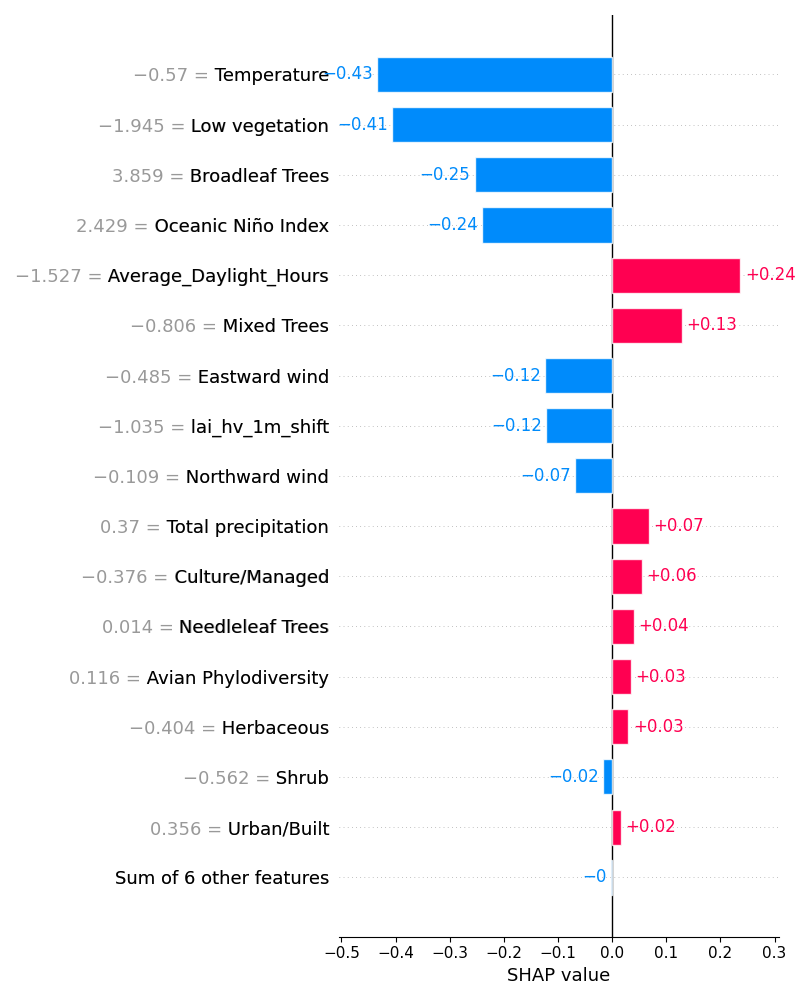 −0.57 = Temperature −0.43
−1.945 = Low vegetation −0.41
3.859 = Broadleaf Trees −0.25
2.429 = Oceanic Niño Index −0.24
−1.527 = Average_Daylight_Hours +0.24
−0.806 = Mixed Trees +0.13
−0.485 = Eastward wind −0.12
−1.035 = lai_hv_1m_shift −0.12
−0.109 = Northward wind −0.07
0.37 = Total precipitation +0.07
−0.376 = Culture/Managed +0.06
0.014 = Needleleaf Trees +0.04
0.116 = Avian Phylodiversity +0.03
−0.404 = Herbaceous +0.03
−0.562 = Shrub −0.02
0.356 = Urban/Built +0.02
Sum of 6 other features −0
−0.5 −0.4 −0.3 −0.2 −0.1 0.0 0.1 0.2 0.3
SHAP value